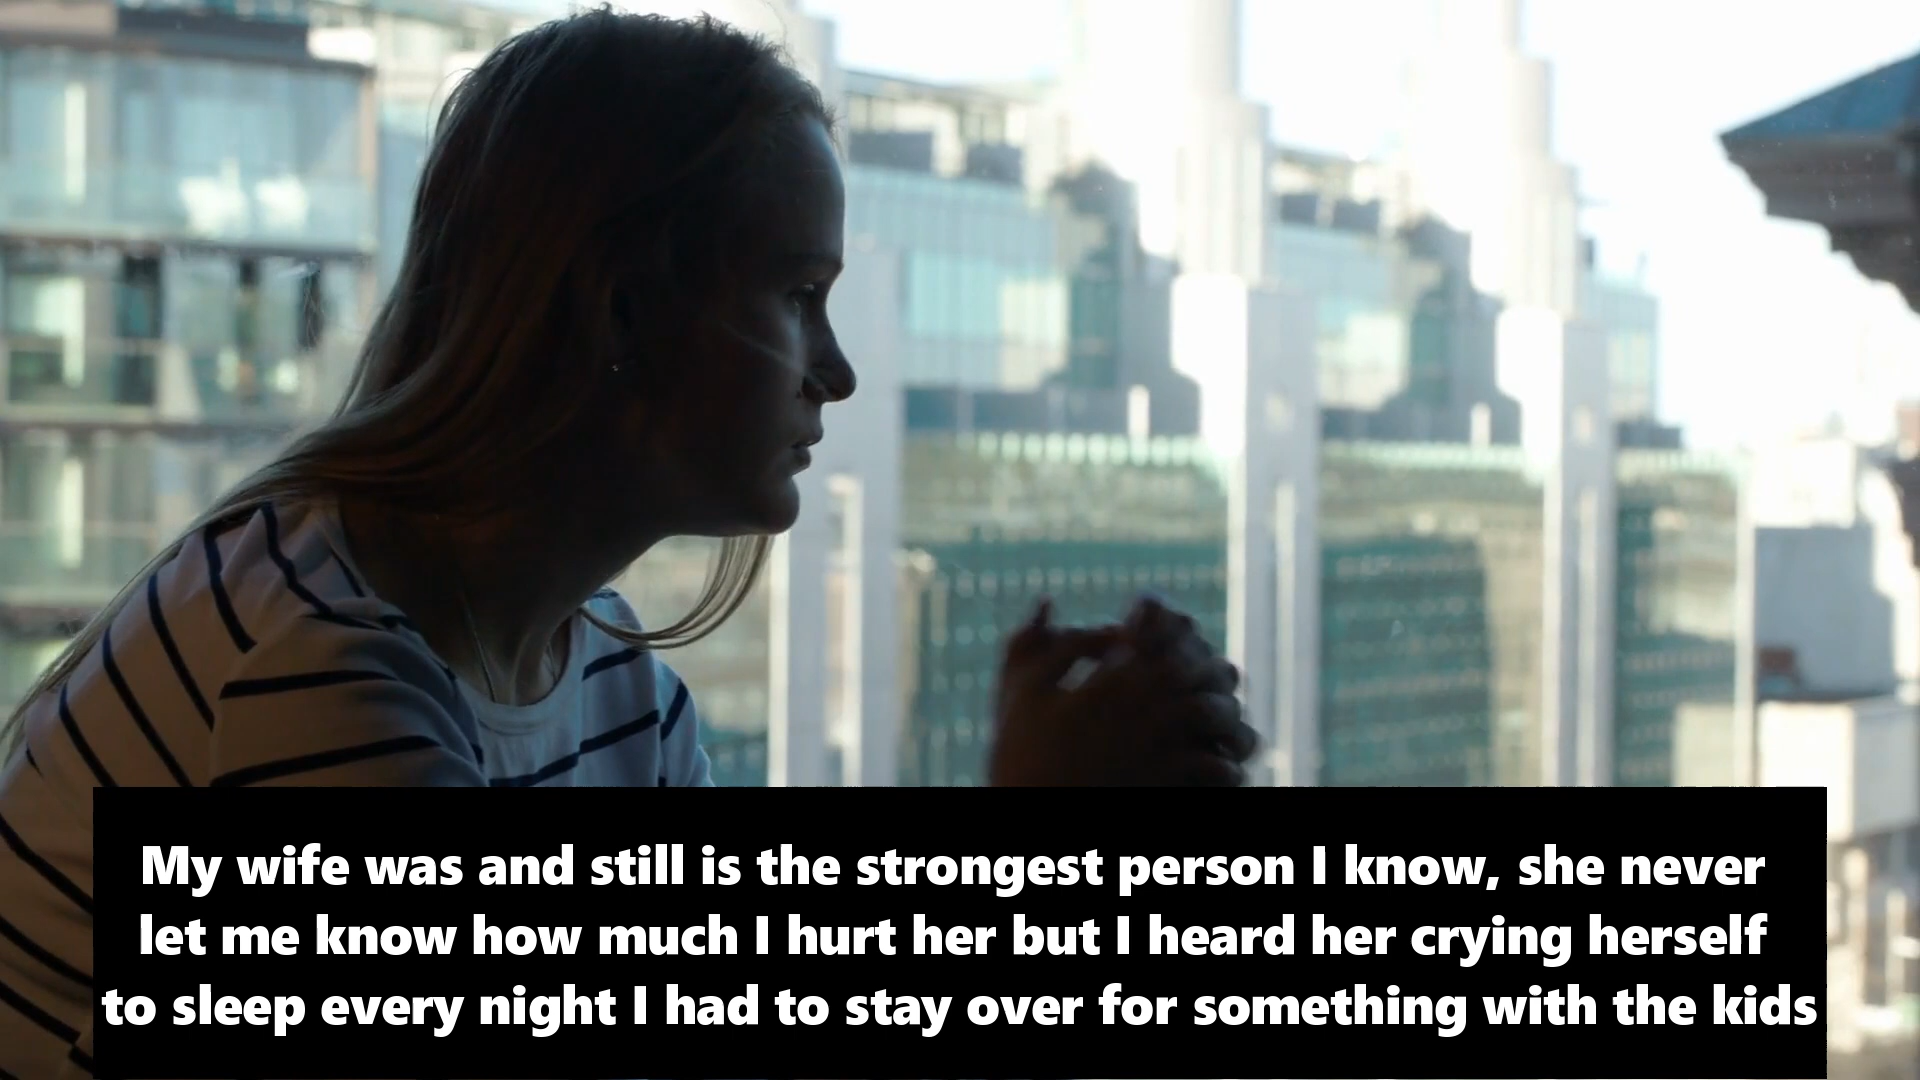 My wife was and still is the strongest person I know, she never
let me know how much I hurt her but I heard her crying herself
to sleep every night I had to stay over for something with the kids